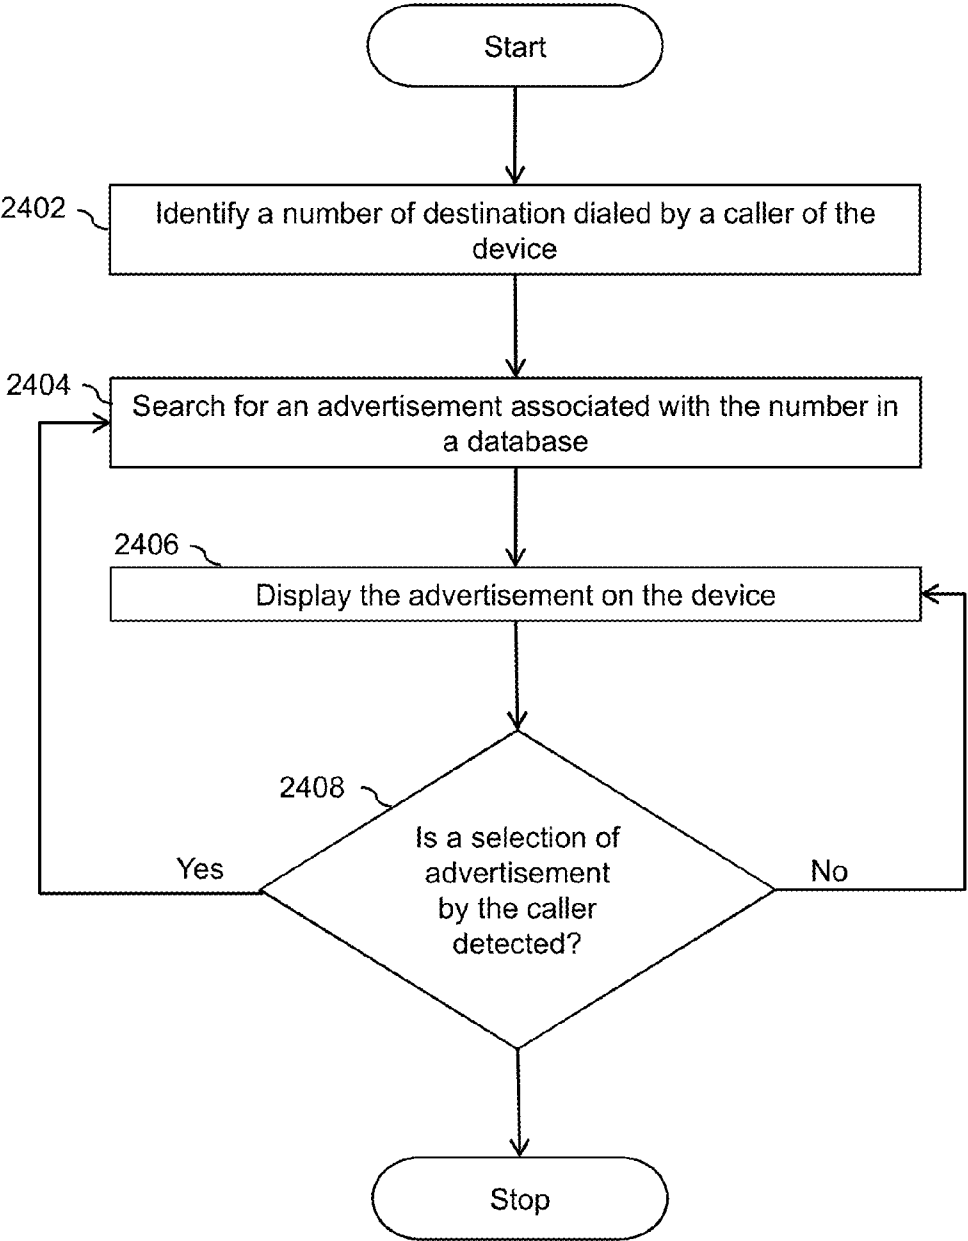 Start
2402
Identify a number of destination dialed by a caller of the
device
2404
Search for an advertisement associated with the number in
a database
2406
Display the advertisement on the device
2408
Is a selection of
advertisement
by the caller
detected?
Yes
No
Stop